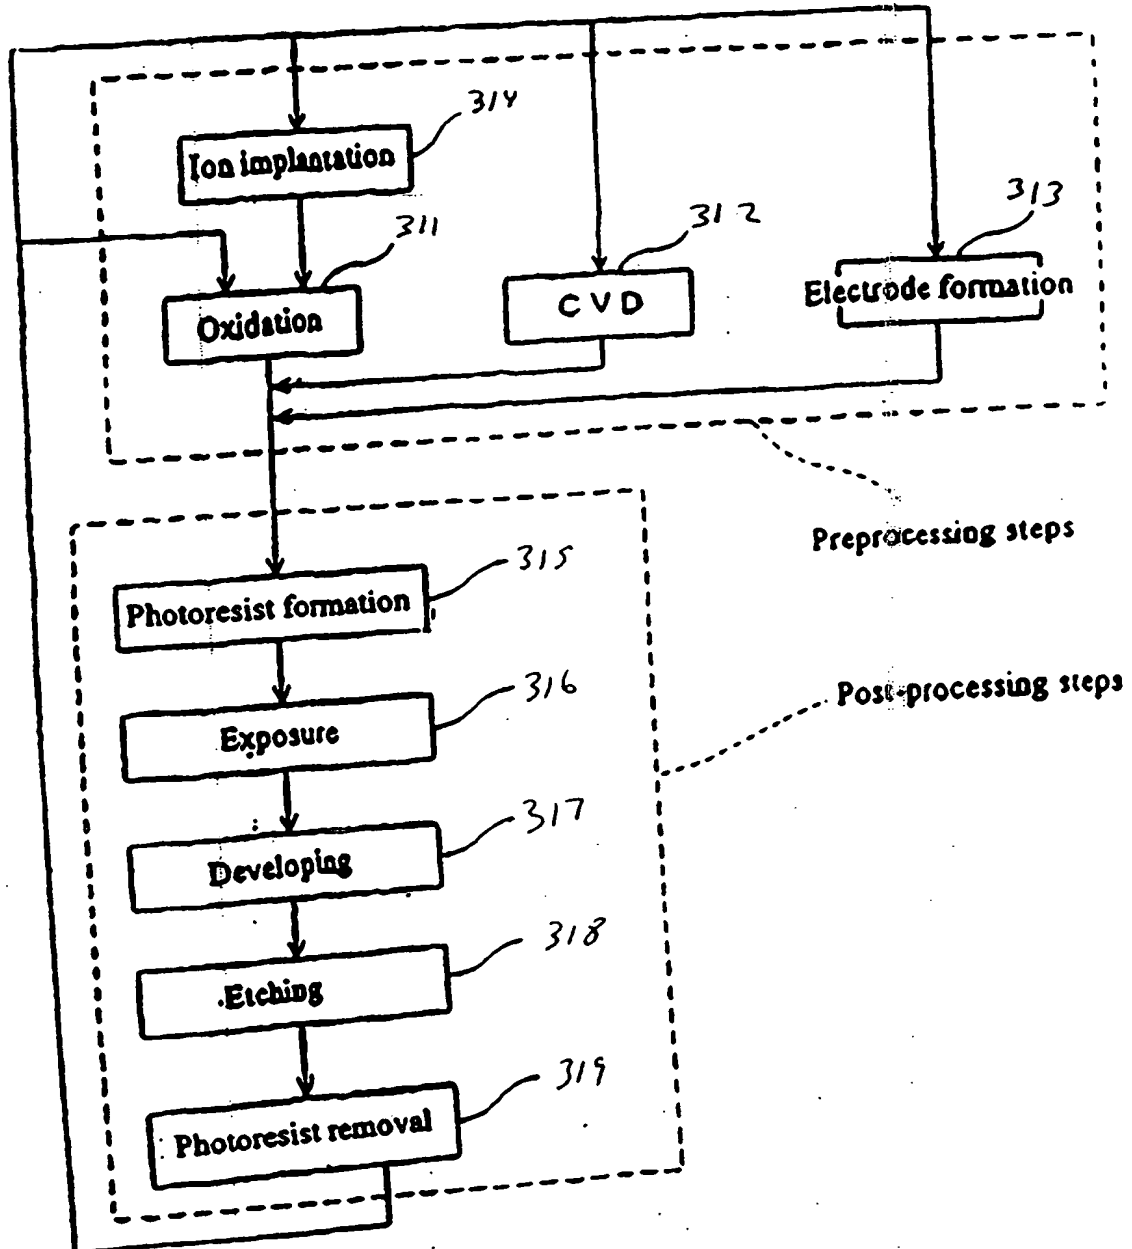 314
Ion implantation
311
312
313
Oxidation
CVD
Electrode formation
Preprocessing steps
315
Photoresist formation
316
Post-processing steps
Exposure
317
Developing
318
Etching
319
Photoresist removal